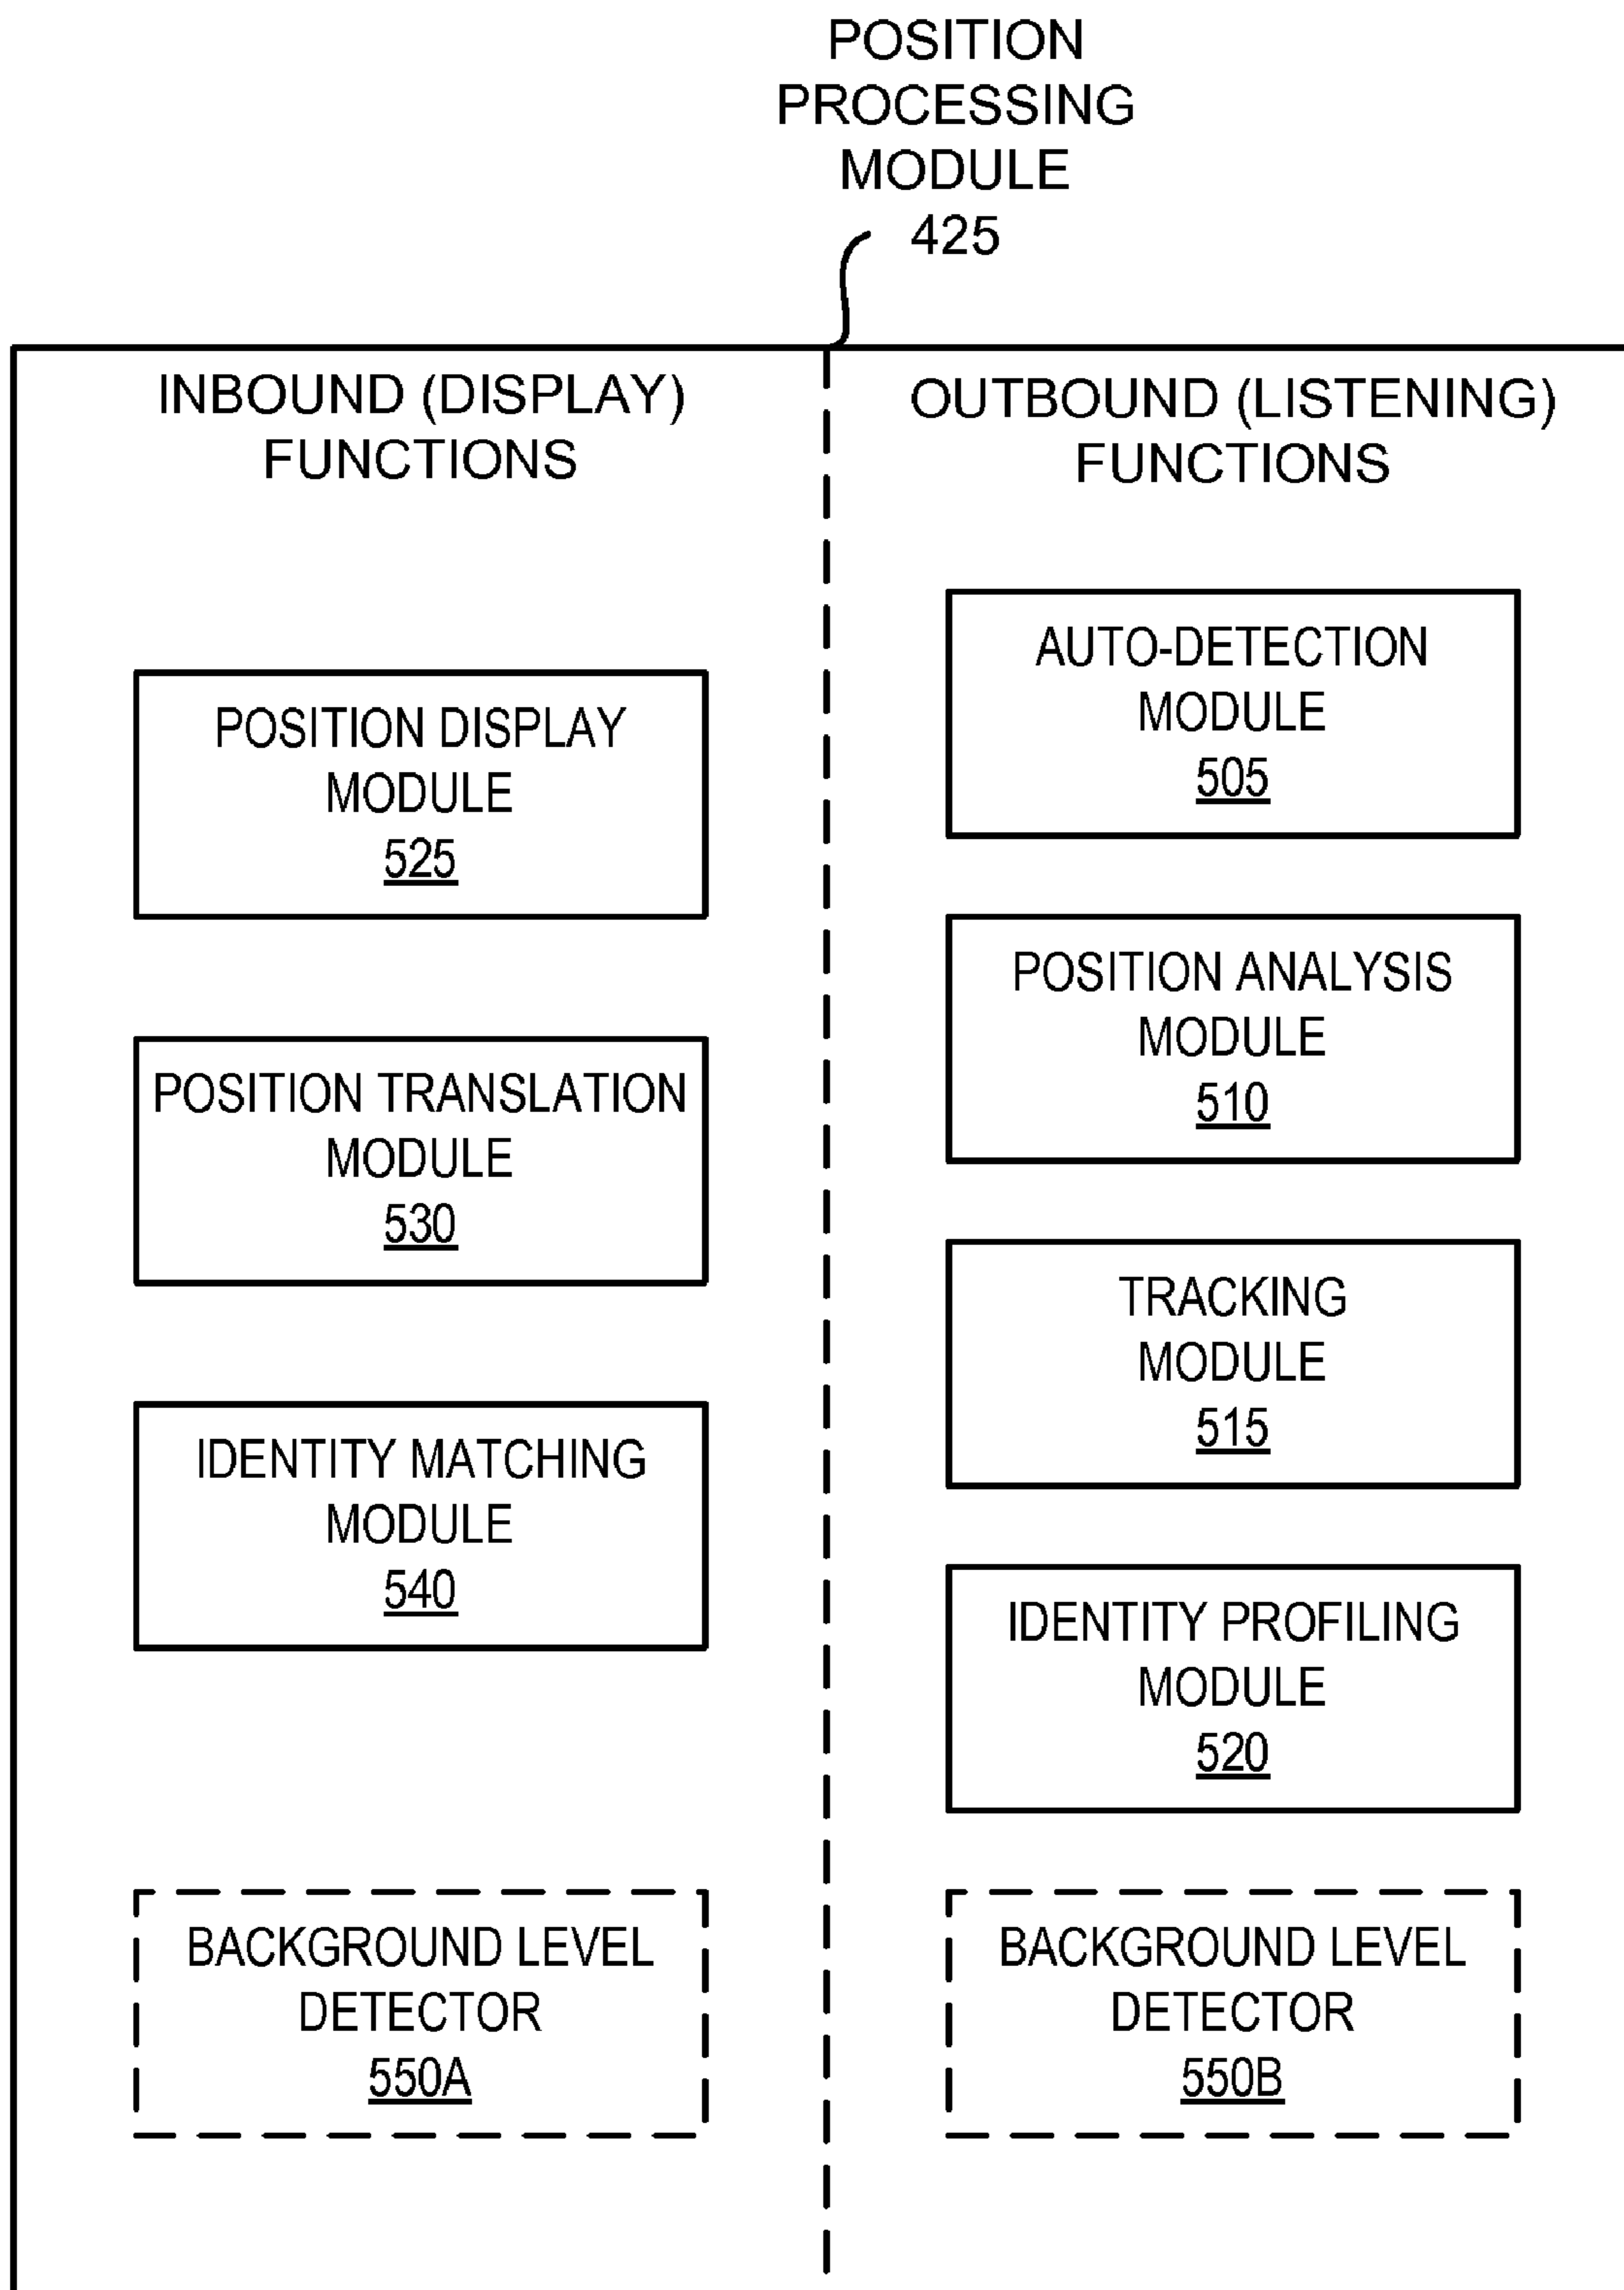 POSITION
PROCESSING
MODULE
425
INBOUND (DISPLAY)
FUNCTIONS
POSITION DISPLAY
MODULE
525
POSITION TRANSLATION
MODULE
530
IDENTITY MATCHING
MODULE
540
BACKGROUND LEVEL
DETECTOR
550A
OUTBOUND (LISTENING)
FUNCTIONS
AUTO-DETECTION
MODULE
505
POSITION ANALYSIS
MODULE
510
TRACKING
MODULE
515
IDENTITY PROFILING
MODULE
520
BACKGROUND LEVEL
DETECTOR
550B